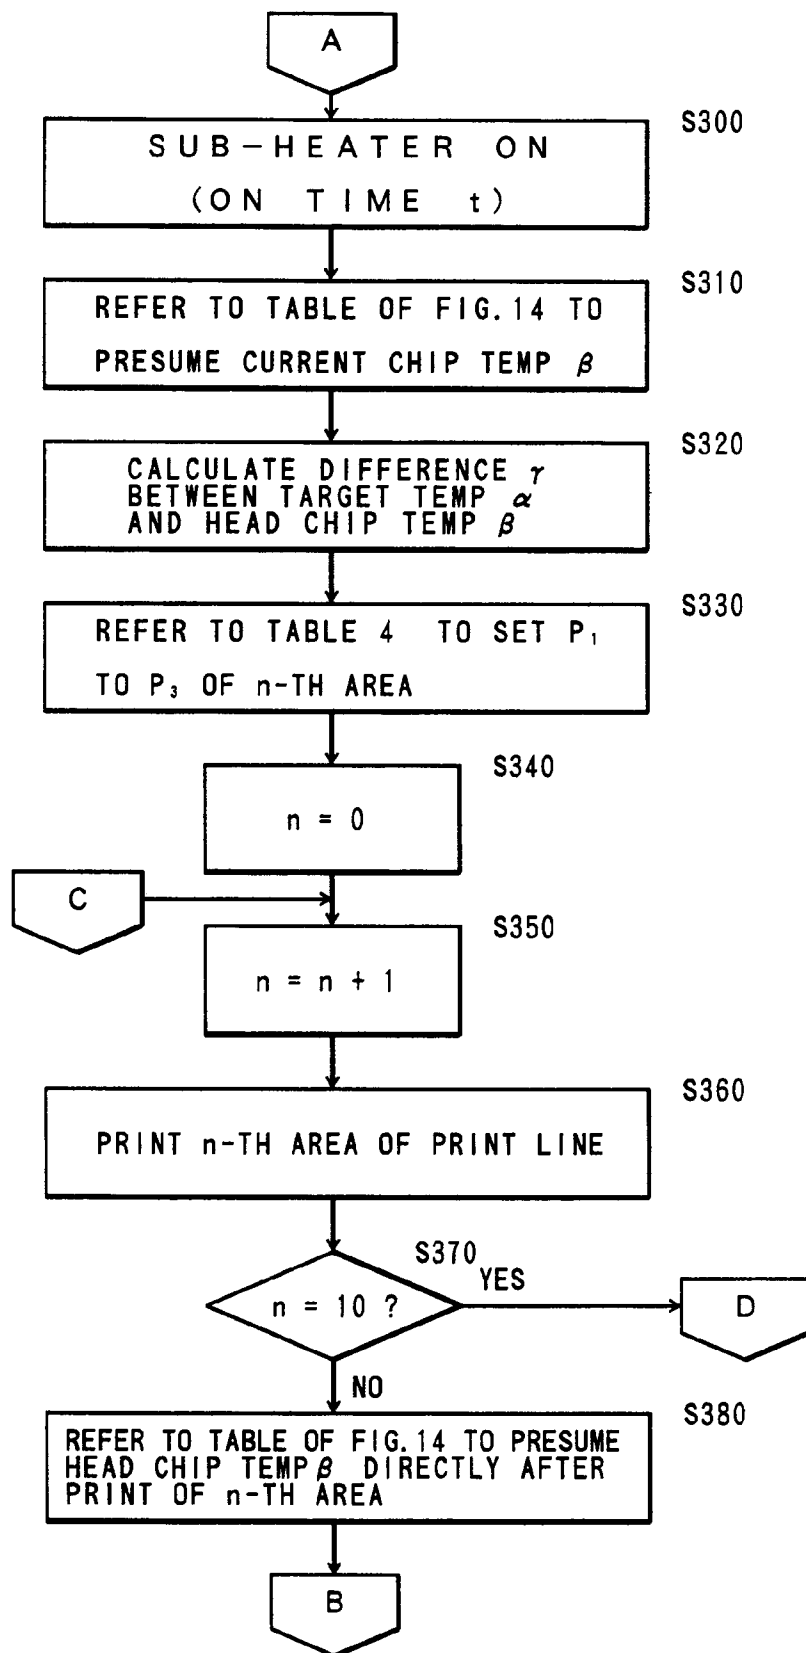 A
S300
SUB-HEATER ON
(ON TIME t)
S310
REFER TO TABLE OF FIG.14 TO
PRESUME CURRENT CHIP TEMP β
S320
CALCULATE DIFFERENCE γ
BETWEEN TARGET TEMP α
AND HEAD CHIP TEMP β
S330
REFER TO TABLE 4 TO SET P₁
TO P₃ OF n-TH AREA
S340
n = 0
C
S350
n = n + 1
S360
PRINT n-TH AREA OF PRINT LINE
S370
YES
n = 10 ?
D
NO
S380
REFER TO TABLE OF FIG.14 TO PRESUME
HEAD CHIP TEMP β DIRECTLY AFTER
PRINT OF n-TH AREA
B